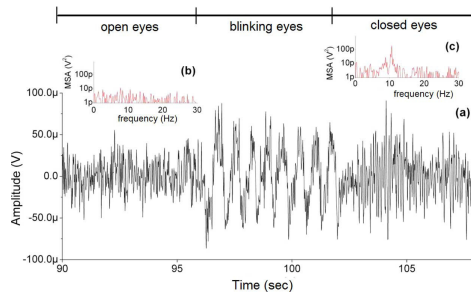 open eyes blinking eyes closed eyes
(b)
MSA (V²)
100p
10p
1p
0 10 20 30
frequency (Hz)
(c)
MSA (V²)
100p
10p
1p
0 10 20 30
frequency (Hz)
(a)
Amplitude (V)
100.0µ
50.0µ
0.0
-50.0µ
-100.0µ
90 95 100 105
Time (sec)